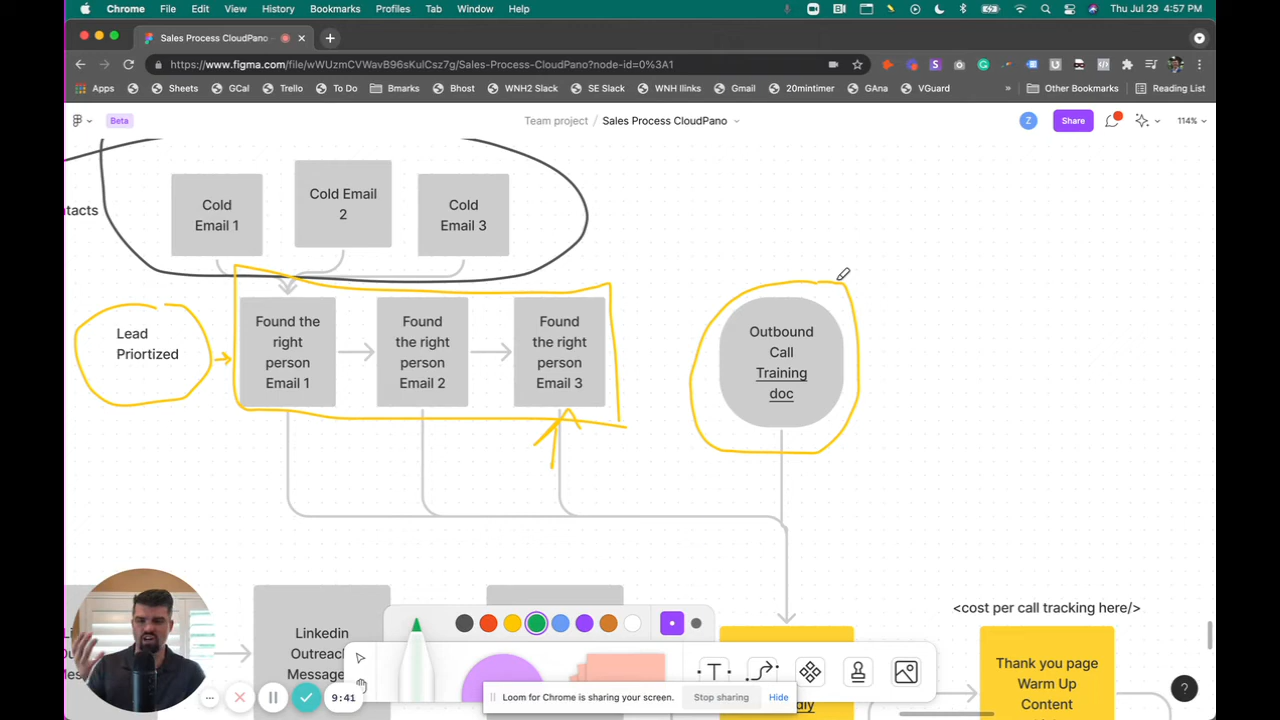 Chrome File Edit View History Bookmarks Profiles Tab Window Help
Thu Jul 29 4:57 PM
Sales Process CloudPano
https://www.figma.com/file/wWUzmCVWavB96sKulCsz7g/Sales-Process-CloudPano?node-id=0%3A1
Apps Sheets GCal Trello To Do Bmarks Bhost WNH2 Slack SE Slack WNH Ilinks Gmail 20mintimer GAna VGuard » Other Bookmarks Reading List
Beta
Team project / Sales Process CloudPano
Z
Share
114%
Cold
Email 1
Cold Email
2
Cold
Email 3
tacts
Lead
Priortized
Found the
right
person
Email 1
Found
the right
person
Email 2
Found
the right
person
Email 3
Outbound
Call
Training
doc
Linkedin
Outreach
Message
<cost per call tracking here/>
Thank you page
Warm Up
Content
9:41
Loom for Chrome is sharing your screen.
Stop sharing
Hide
?